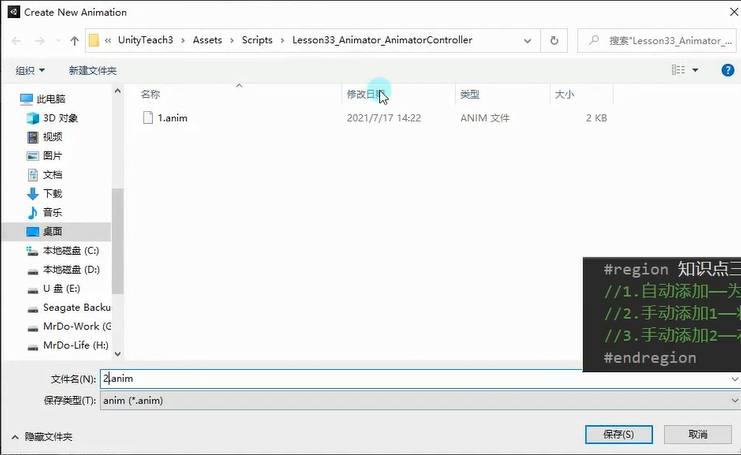 Create New Animation
« UnityTeach3 > Assets > Scripts > Lesson33_Animator_AnimatorController
搜索"Lesson33_Animator_...
组织 新建文件夹
名称 修改日期 类型 大小
1.anim 2021/7/17 14:22 ANIM 文件 2 KB
此电脑
3D 对象
视频
图片
文档
下载
音乐
桌面
本地磁盘 (C:)
本地磁盘 (D:)
U 盘 (E:)
Seagate Backu
MrDo-Work (G
MrDo-Life (H:)
#region 知识点三
//1.自动添加——为
//2.手动添加1——
//3.手动添加2——
#endregion
文件名(N): 2.anim
保存类型(T): anim (*.anim)
隐藏文件夹
保存(S) 取消